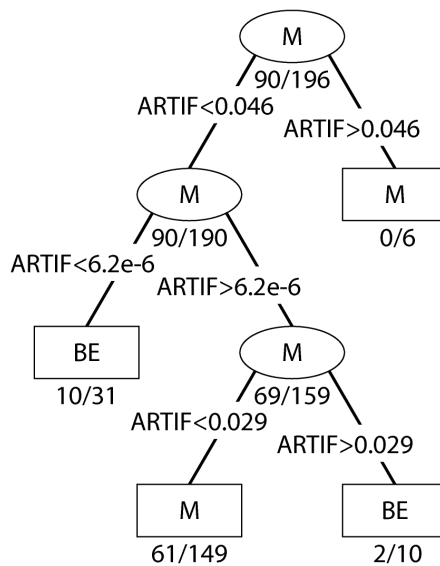 M
90/196
ARTIF<0.046
ARTIF>0.046
M
90/190
M
0/6
ARTIF<6.2e-6
ARTIF>6.2e-6
BE
10/31
M
69/159
ARTIF<0.029
ARTIF>0.029
M
61/149
BE
2/10